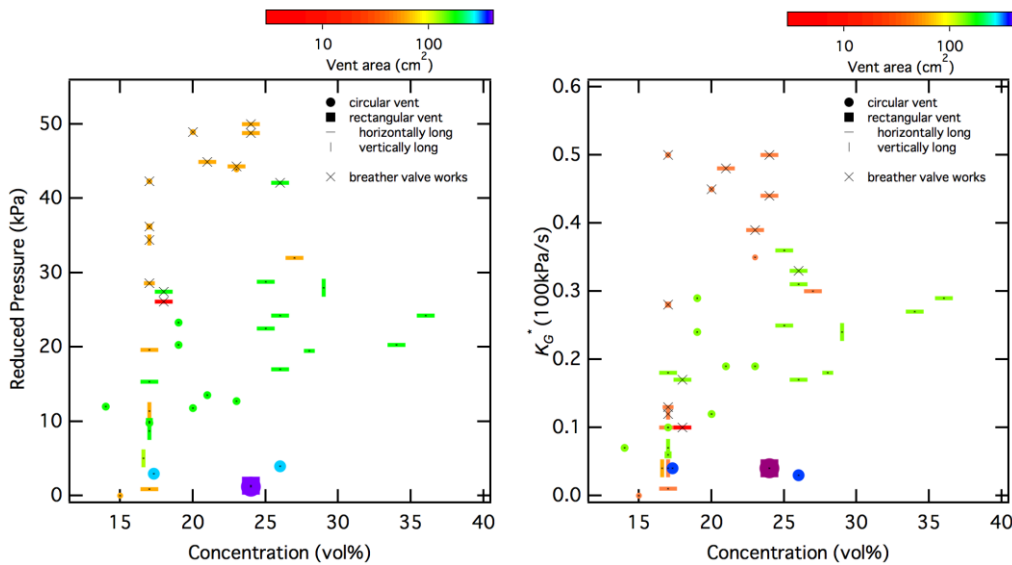 10 100
Vent area (cm²)
50
40
30
20
10
0
Reduced Pressure (kPa)
circular vent
rectangular vent
horizontally long
vertically long
breather valve works
15 20 25 30 35 40
Concentration (vol%)
10 100
Vent area (cm²)
0.6
0.5
0.4
0.3
0.2
0.1
0.0
K_G* (100kPa/s)
circular vent
rectangular vent
horizontally long
vertically long
breather valve works
15 20 25 30 35 40
Concentration (vol%)